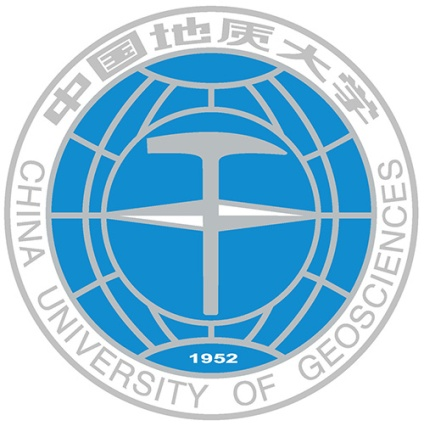 中国地质大学
CHINA UNIVERSITY OF GEOSCIENCES
1952